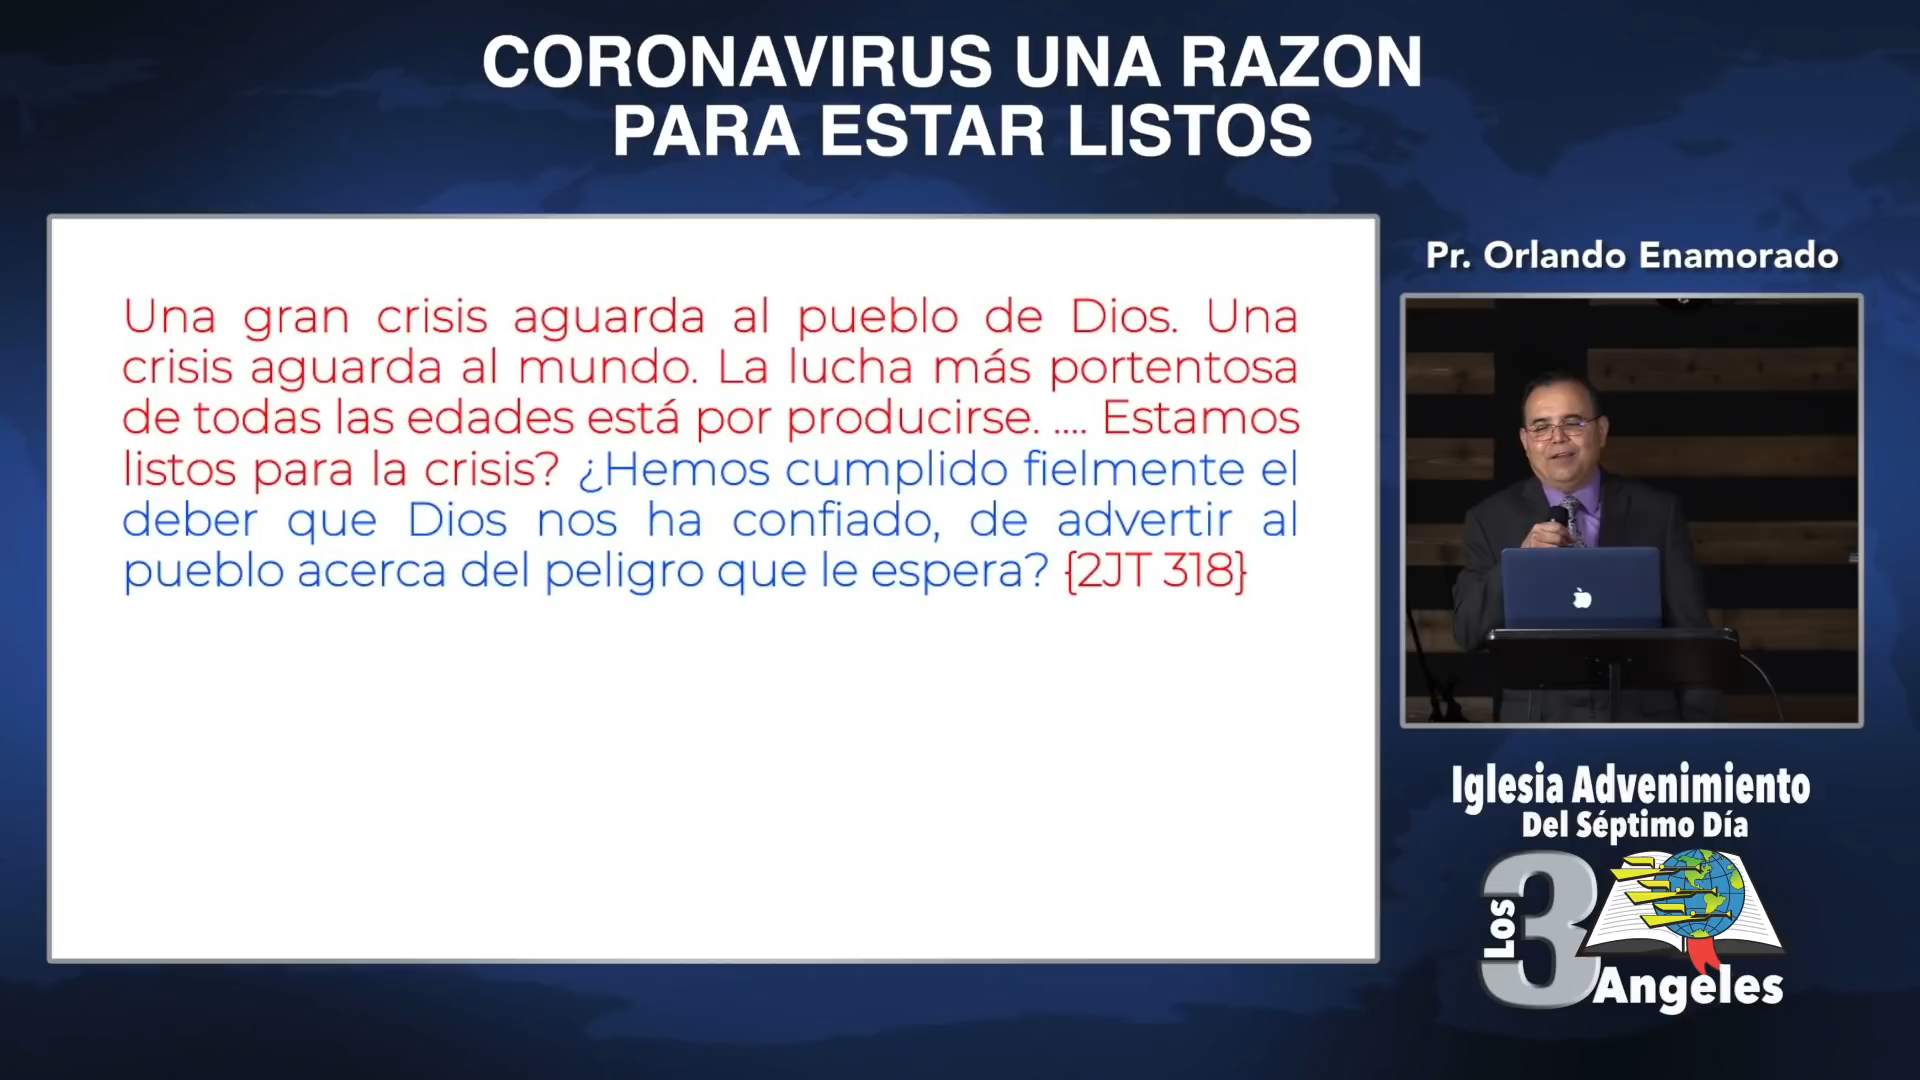 CORONAVIRUS UNA RAZON
PARA ESTAR LISTOS
Una gran crisis aguarda al pueblo de Dios. Una
crisis aguarda al mundo. La lucha más portentosa
de todas las edades está por producirse. .... Estamos
listos para la crisis? ¿Hemos cumplido fielmente el
deber que Dios nos ha confiado, de advertir al
pueblo acerca del peligro que le espera? {2JT 318}
Pr. Orlando Enamorado
Iglesia Advenimiento
Del Séptimo Día
Los 3
Angeles